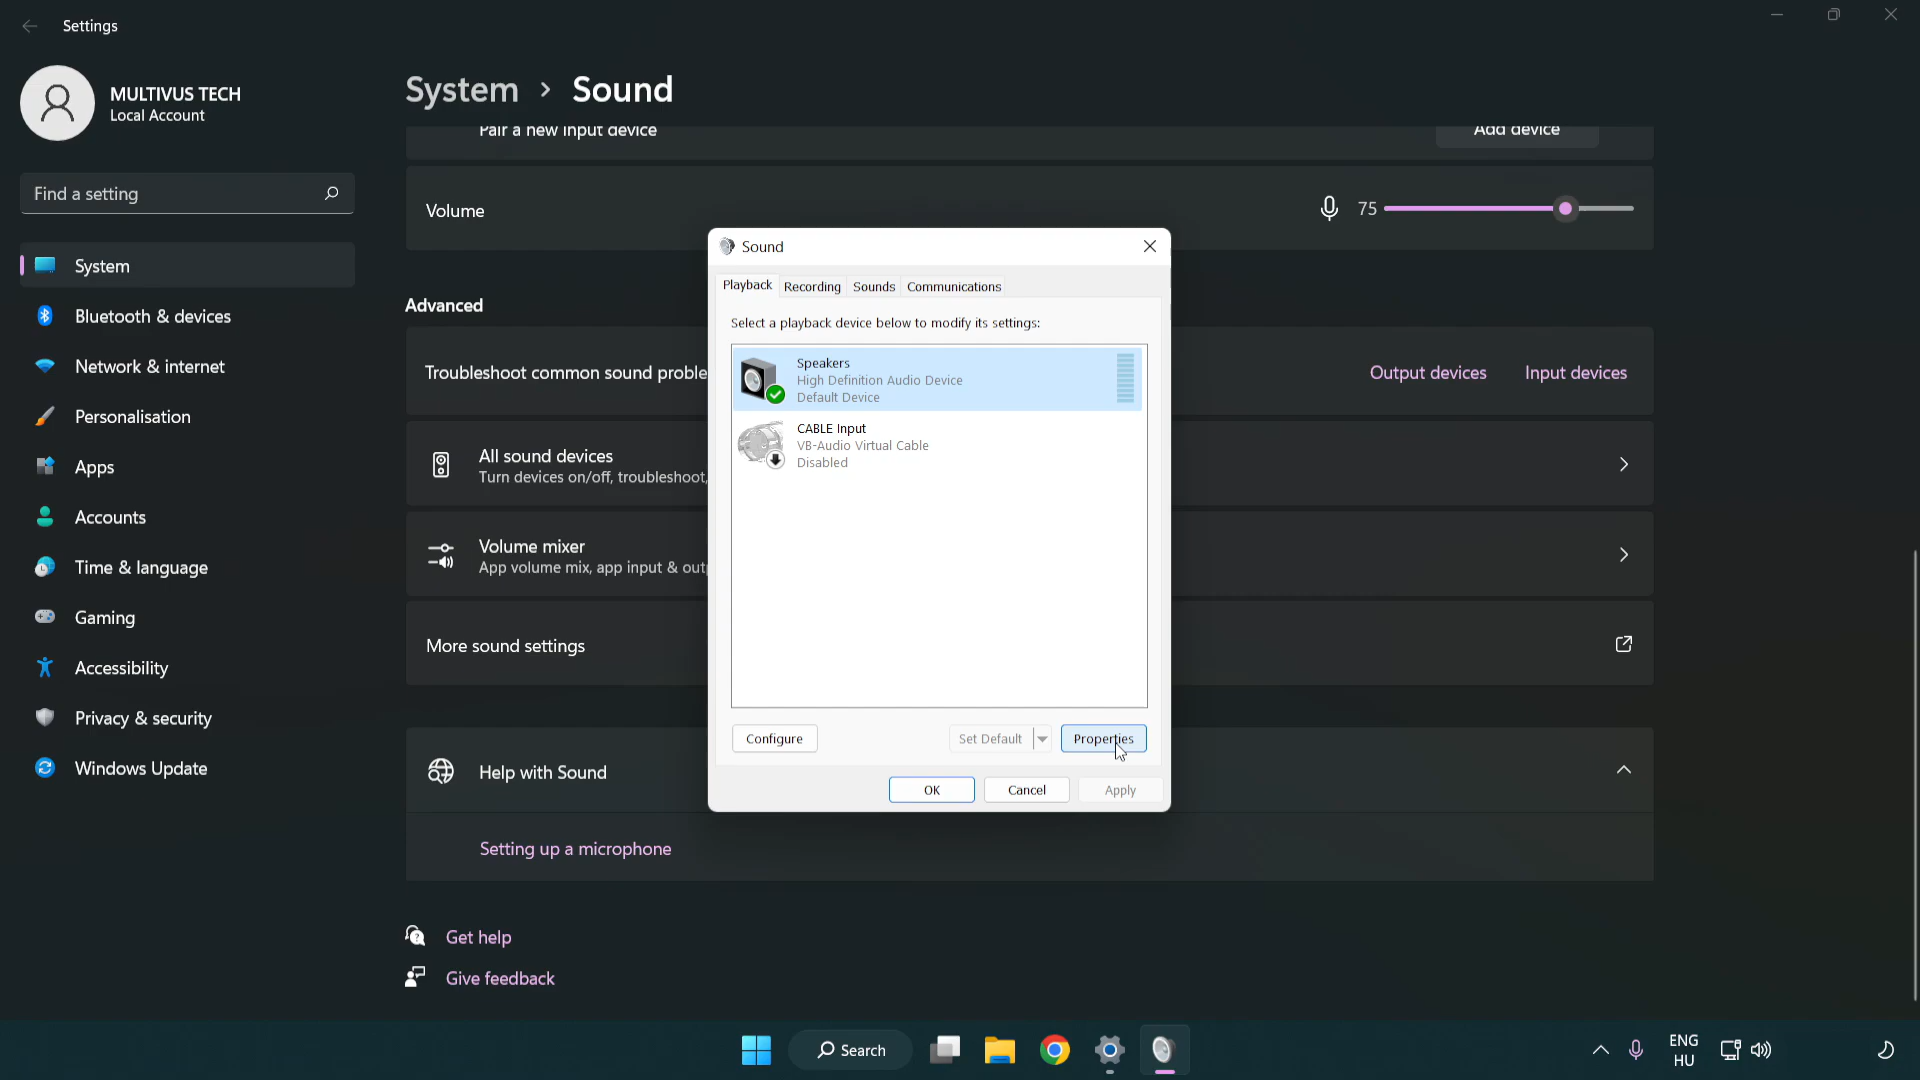 Settings
MULTIVUS TECH
Local Account
Find a setting
System
Bluetooth & devices
Network & internet
Personalisation
Apps
Accounts
Time & language
Gaming
Accessibility
Privacy & security
Windows Update
System › Sound
Pair a new input device
Add device
Volume
75
Advanced
Troubleshoot common sound proble
Output devices
Input devices
All sound devices
Turn devices on/off, troubleshoot,
Volume mixer
App volume mix, app input & outp
More sound settings
Help with Sound
Setting up a microphone
Get help
Give feedback
Sound
Playback
Recording
Sounds
Communications
Select a playback device below to modify its settings:
Speakers
High Definition Audio Device
Default Device
CABLE Input
VB-Audio Virtual Cable
Disabled
Configure
Set Default
Properties
OK
Cancel
Apply
Search
ENG
HU